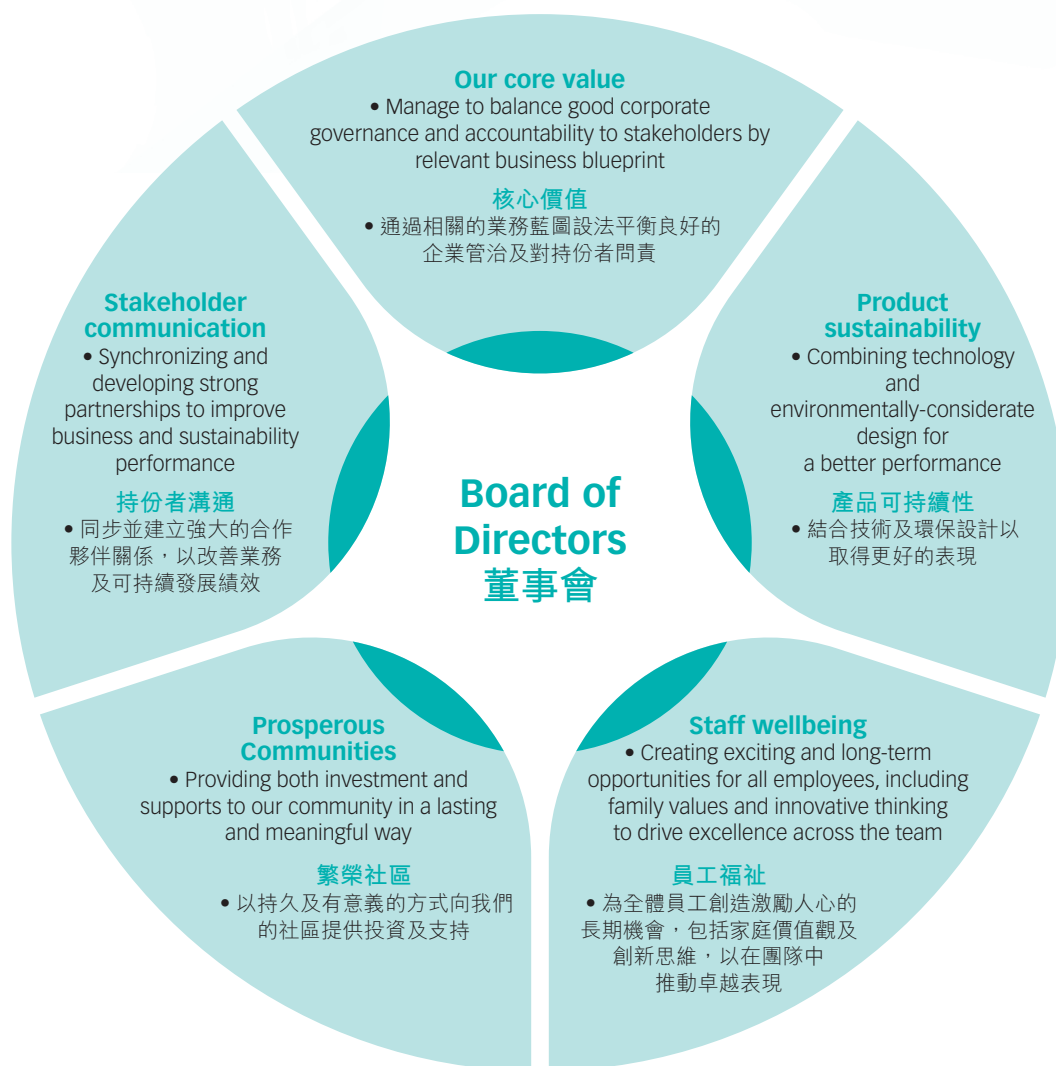 Our core value
• Manage to balance good corporate
governance and accountability to stakeholders by
relevant business blueprint
核心價值
• 通過相關的業務藍圖設法平衡良好的
企業管治及對持份者問責
Stakeholder
communication
• Synchronizing and
developing strong
partnerships to improve
business and sustainability
performance
持份者溝通
• 同步並建立強大的合作
夥伴關係，以改善業務
及可持續發展績效
Product
sustainability
• Combining technology
and
environmentally-considerate
design for
a better performance
產品可持續性
• 結合技術及環保設計以
取得更好的表現
Board of
Directors
董事會
Prosperous
Communities
• Providing both investment and
supports to our community in a lasting
and meaningful way
繁榮社區
• 以持久及有意義的方式向我們
的社區提供投資及支持
Staff wellbeing
• Creating exciting and long-term
opportunities for all employees, including
family values and innovative thinking
to drive excellence across the team
員工福祉
• 為全體員工創造激勵人心的
長期機會，包括家庭價值觀及
創新思維，以在團隊中
推動卓越表現